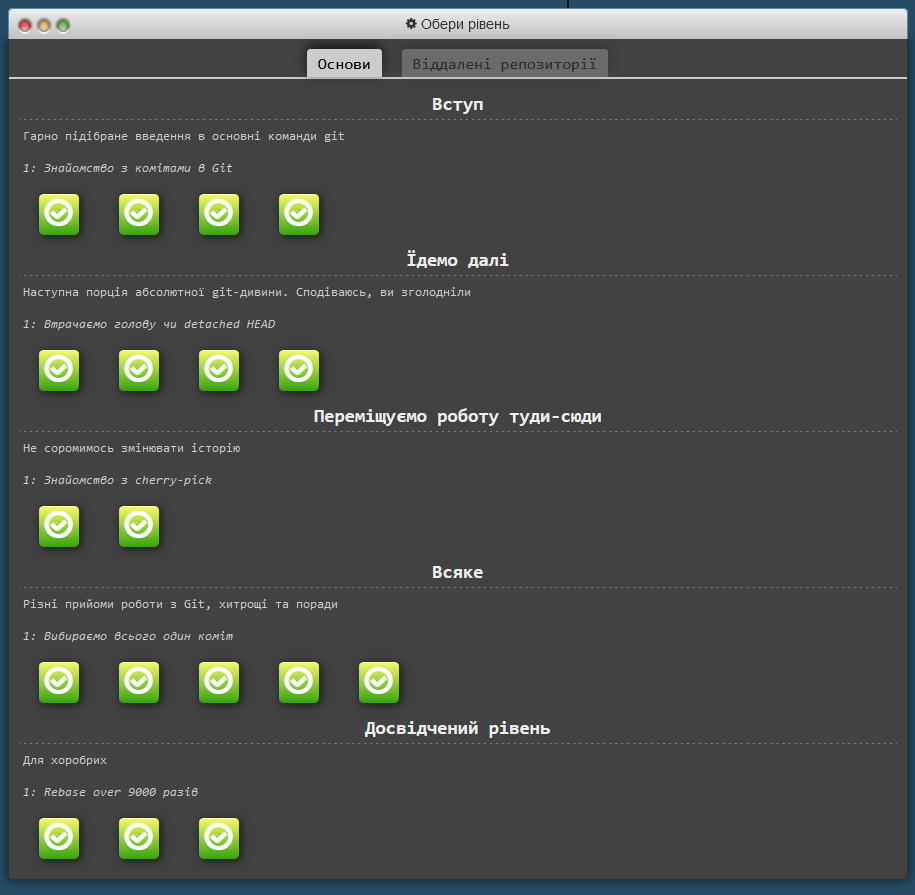 Обери рівень
Основи
Віддалені репозиторії
Вступ
Гарно підібране введення в основні команди git
1: Знайомство з комітами в Git
Їдемо далі
Наступна порція абсолютної git-дивини. Сподіваюсь, ви зголодніли
1: Втрачаємо голову чи detached HEAD
Переміщуємо роботу туди-сюди
Не соромимось змінювати історію
1: Знайомство з cherry-pick
Всяке
Різні прийоми роботи з Git, хитрощі та поради
1: Вибираємо всього один коміт
Досвідчений рівень
Для хоробрих
1: Rebase over 9000 разів